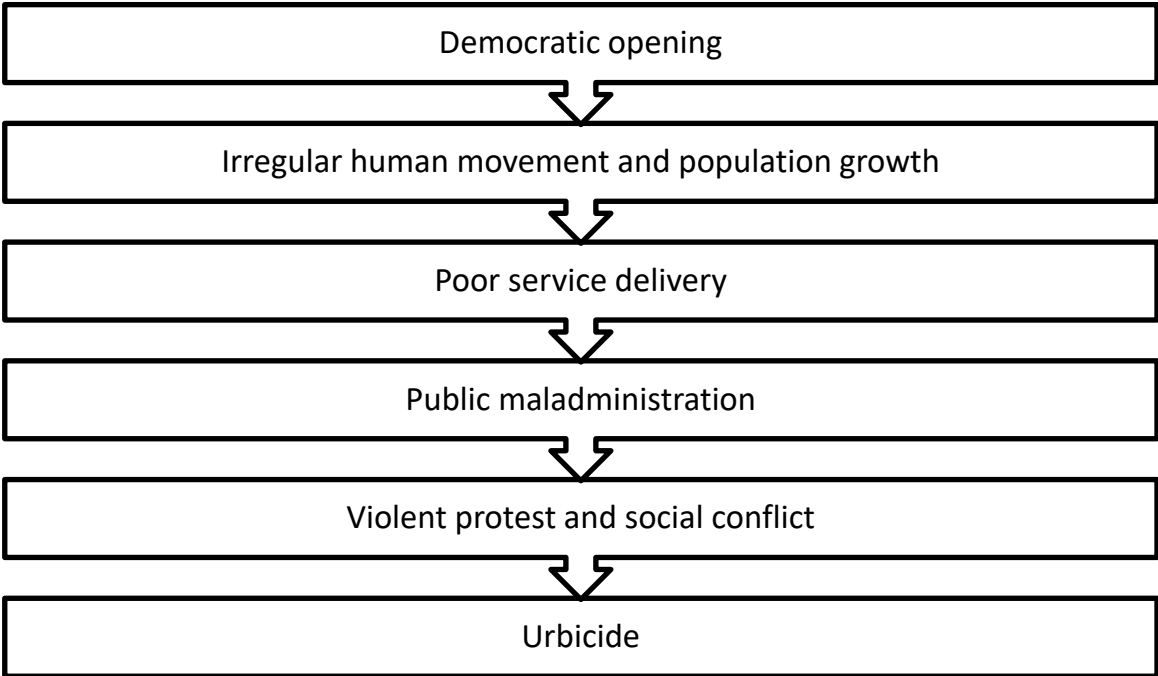 Democratic opening
Irregular human movement and population growth
Poor service delivery
Public maladministration
Violent protest and social conflict
Urbicide